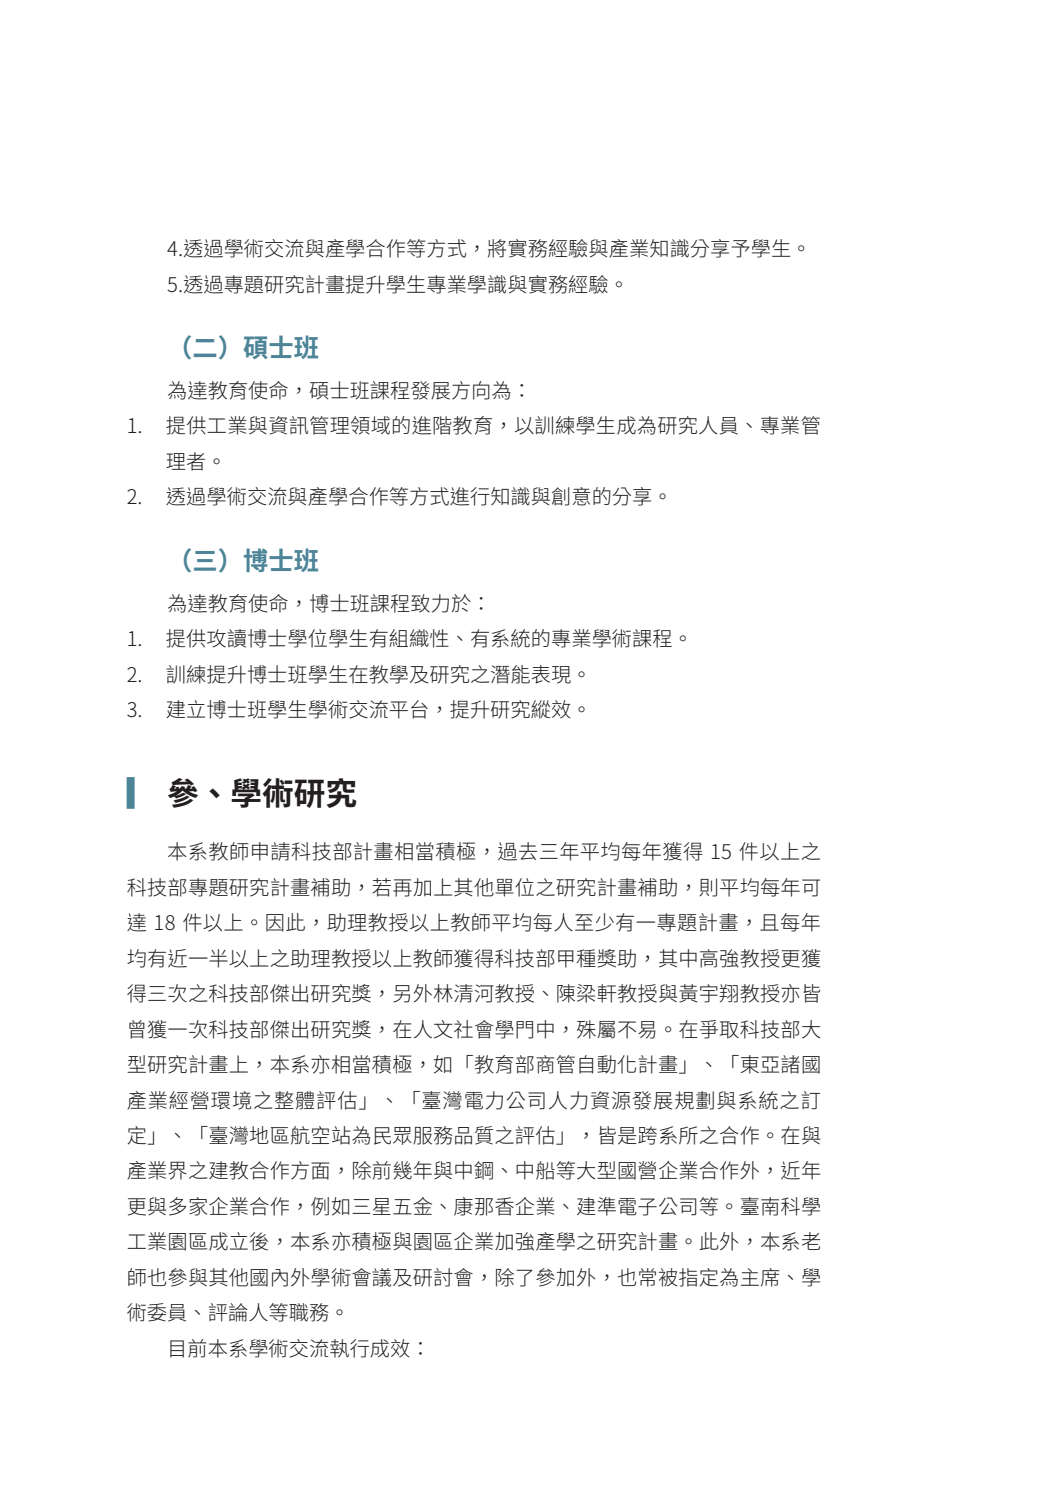 4.透過學術交流與產學合作等方式，將實務經驗與產業知識分享予學生。
5.透過專題研究計畫提升學生專業學識與實務經驗。
（二）碩士班
為達教育使命，碩士班課程發展方向為：
1. 提供工業與資訊管理領域的進階教育，以訓練學生成為研究人員、專業管
理者。
2. 透過學術交流與產學合作等方式進行知識與創意的分享。
（三）博士班
為達教育使命，博士班課程致力於：
1. 提供攻讀博士學位學生有組織性、有系統的專業學術課程。
2. 訓練提升博士班學生在教學及研究之潛能表現。
3. 建立博士班學生學術交流平台，提升研究縱效。
參、學術研究
本系教師申請科技部計畫相當積極，過去三年平均每年獲得 15 件以上之
科技部專題研究計畫補助，若再加上其他單位之研究計畫補助，則平均每年可
達 18 件以上。因此，助理教授以上教師平均每人至少有一專題計畫，且每年
均有近一半以上之助理教授以上教師獲得科技部甲種獎助，其中高強教授更獲
得三次之科技部傑出研究獎，另外林清河教授、陳梁軒教授與黃宇翔教授亦皆
曾獲一次科技部傑出研究獎，在人文社會學門中，殊屬不易。在爭取科技部大
型研究計畫上，本系亦相當積極，如「教育部商管自動化計畫」、「東亞諸國
產業經營環境之整體評估」、「臺灣電力公司人力資源發展規劃與系統之訂
定」、「臺灣地區航空站為民眾服務品質之評估」，皆是跨系所之合作。在與
產業界之建教合作方面，除前幾年與中鋼、中船等大型國營企業合作外，近年
更與多家企業合作，例如三星五金、康那香企業、建準電子公司等。臺南科學
工業園區成立後，本系亦積極與園區企業加強產學之研究計畫。此外，本系老
師也參與其他國內外學術會議及研討會，除了參加外，也常被指定為主席、學
術委員、評論人等職務。
目前本系學術交流執行成效：